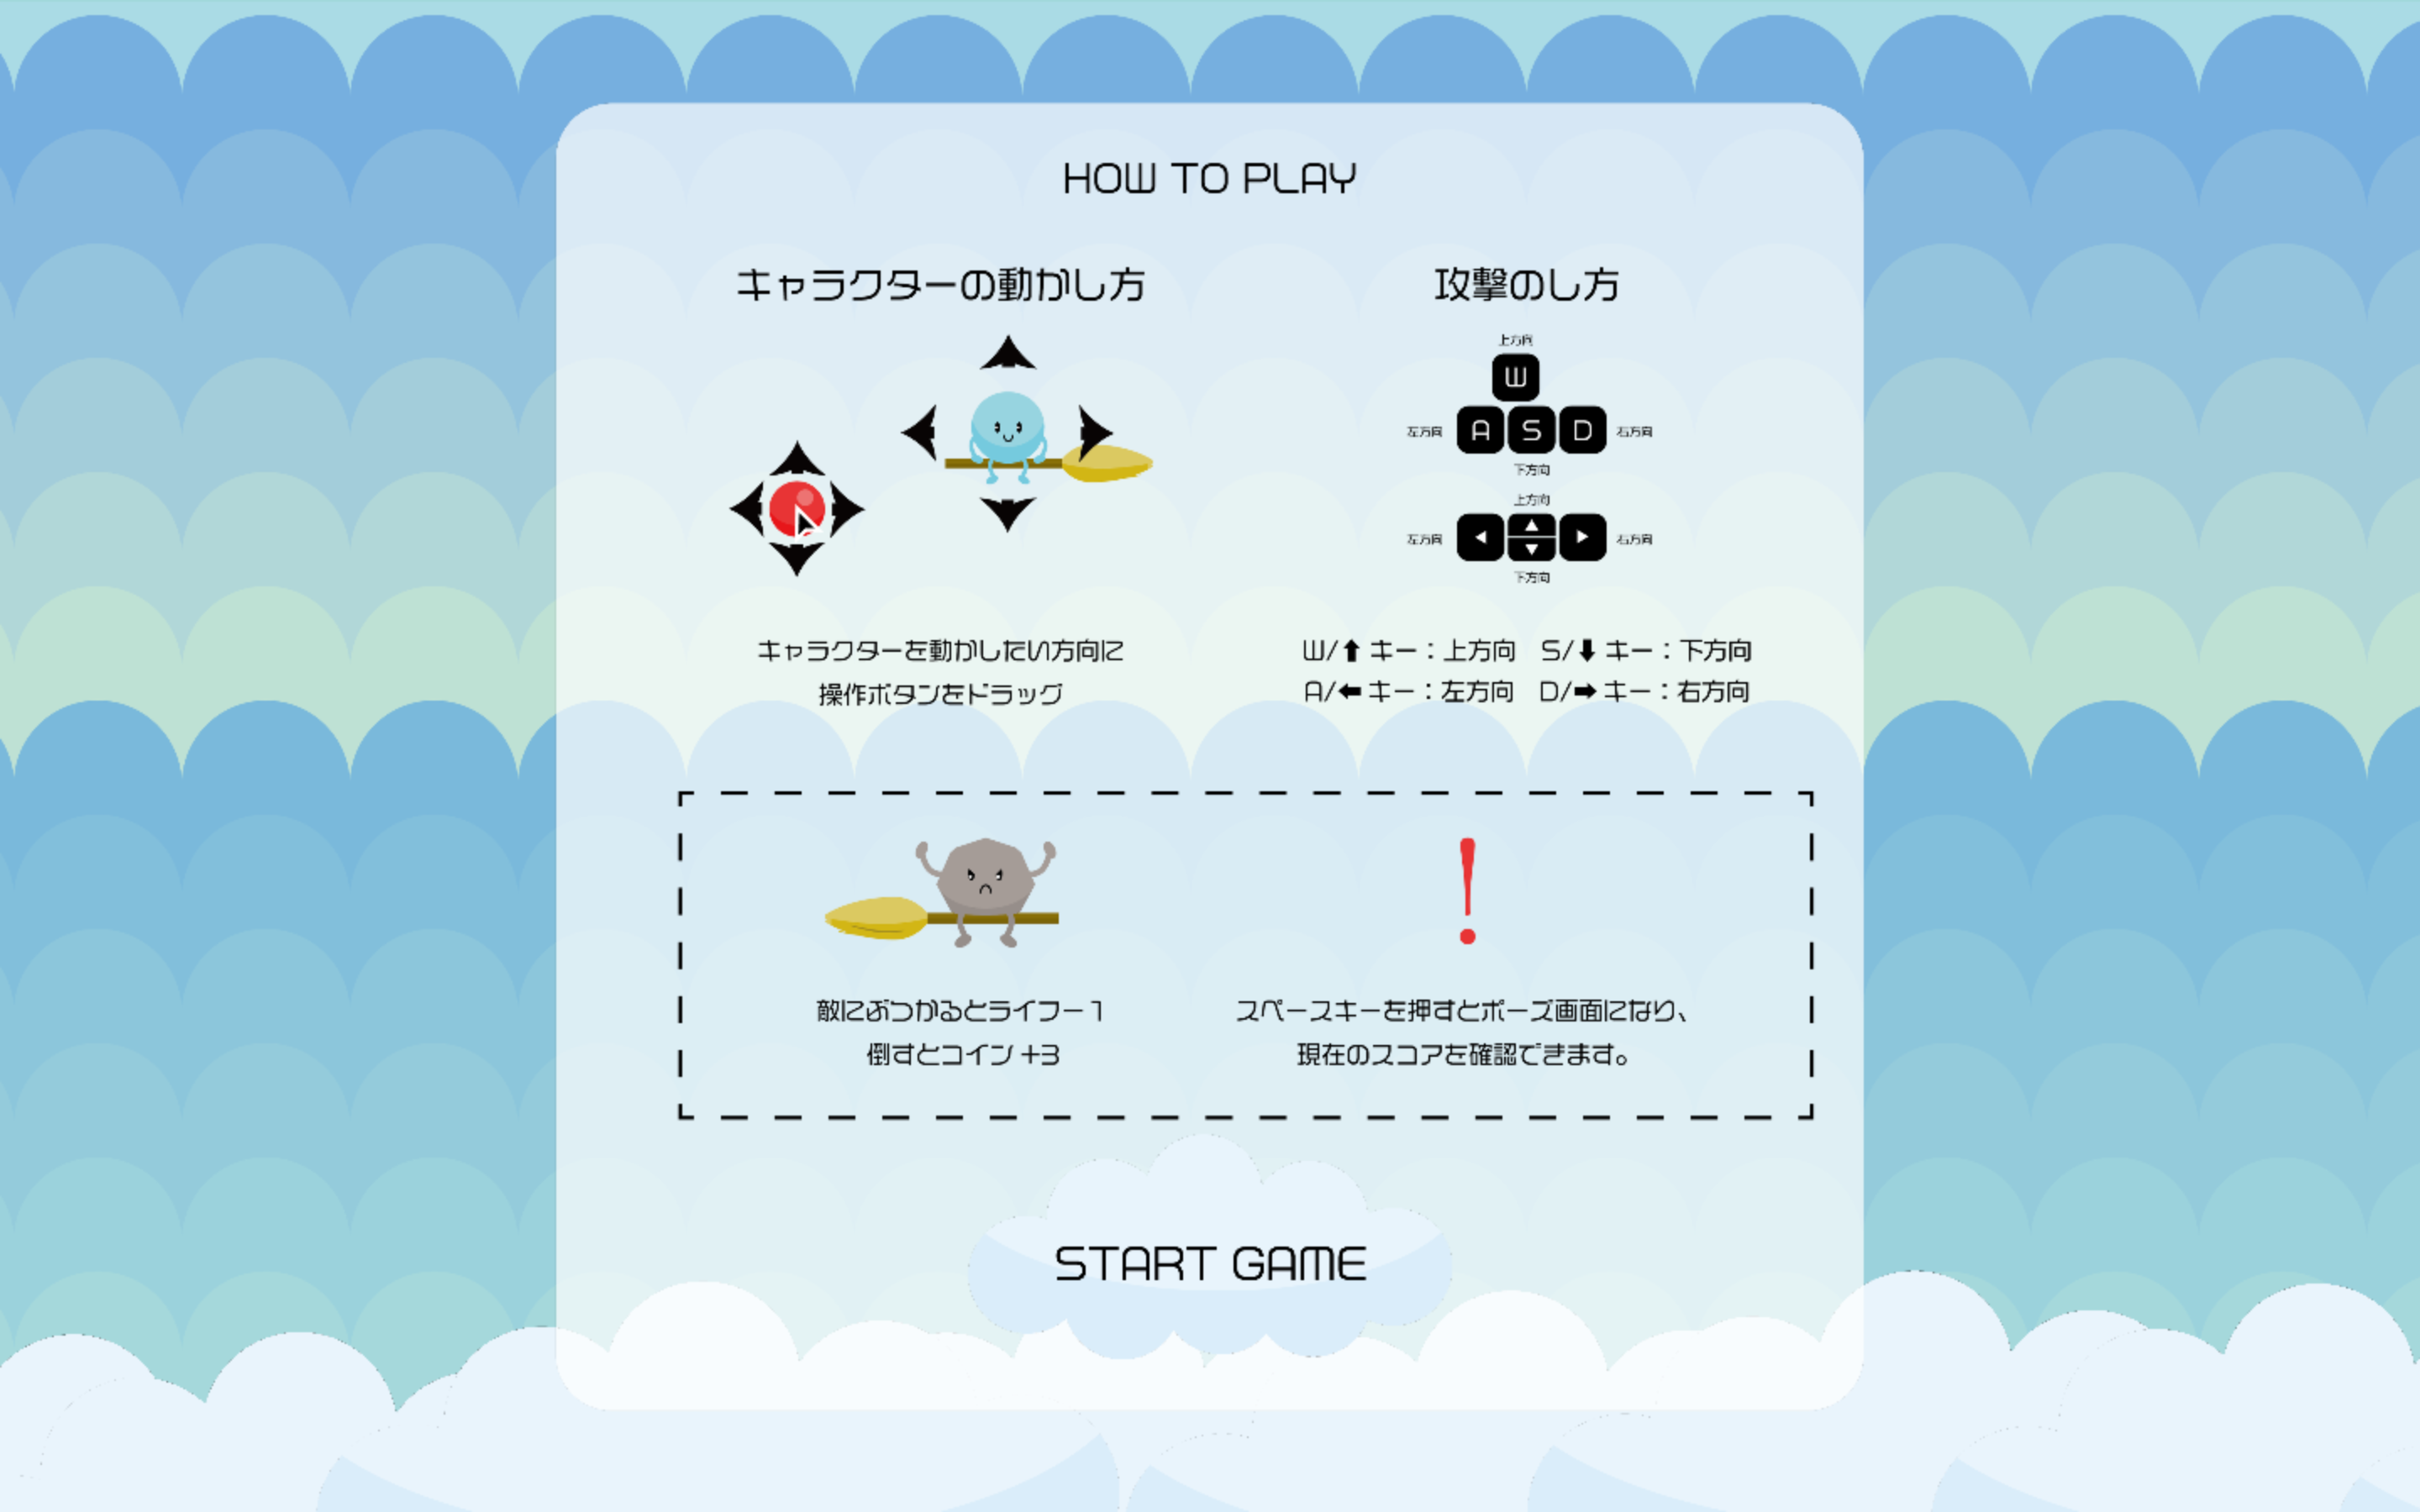 HOW TO PLAY
キャラクターの動かし方
攻撃のし方
上方向
W
左方向 A S D 右方向
下方向
上方向
左方向 ◀ ▲ ▼ ▶ 右方向
下方向
キャラクターを動かしたい方向に
操作ボタンをドラッグ
W/⬆キー：上方向 S/⬇キー：下方向
A/⬅キー：左方向 D/➡キー：右方向
敵にぶつかるとライフー1
倒すとコイン+3
スペースキーを押すとポーズ画面になり、
現在のスコアを確認できます。
START GAME